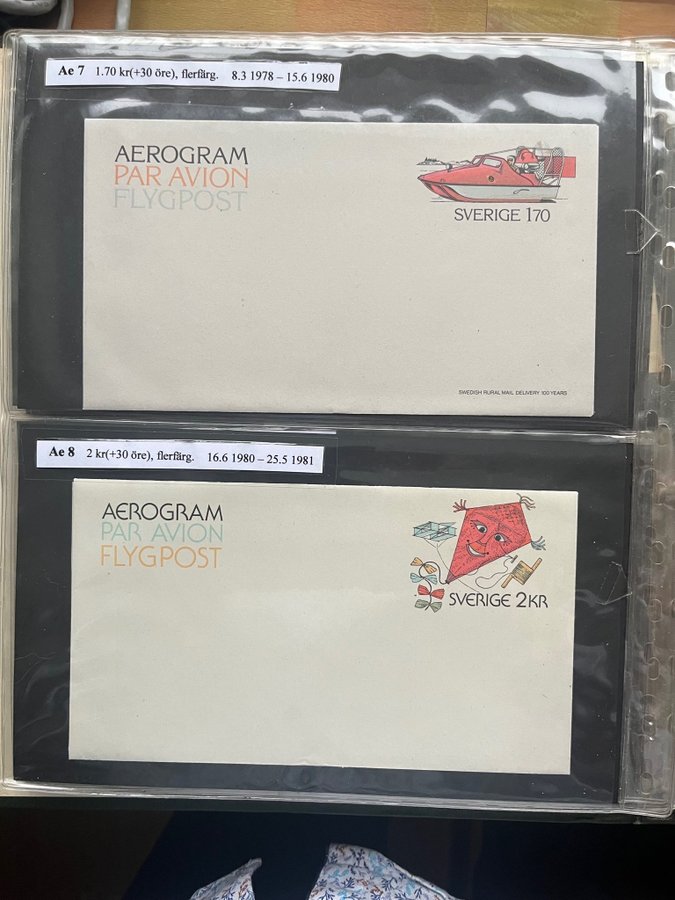 Ae 7 1.70 kr(+30 öre), flerfärg. 8.3 1978 – 15.6 1980
AEROGRAM
PAR AVION
FLYGPOST
SVERIGE 170
SWEDISH RURAL MAIL DELIVERY 100 YEARS
Ae 8 2 kr(+30 öre), flerfärg. 16.6 1980 – 25.5 1981
AEROGRAM
PAR AVION
FLYGPOST
SVERIGE 2KR